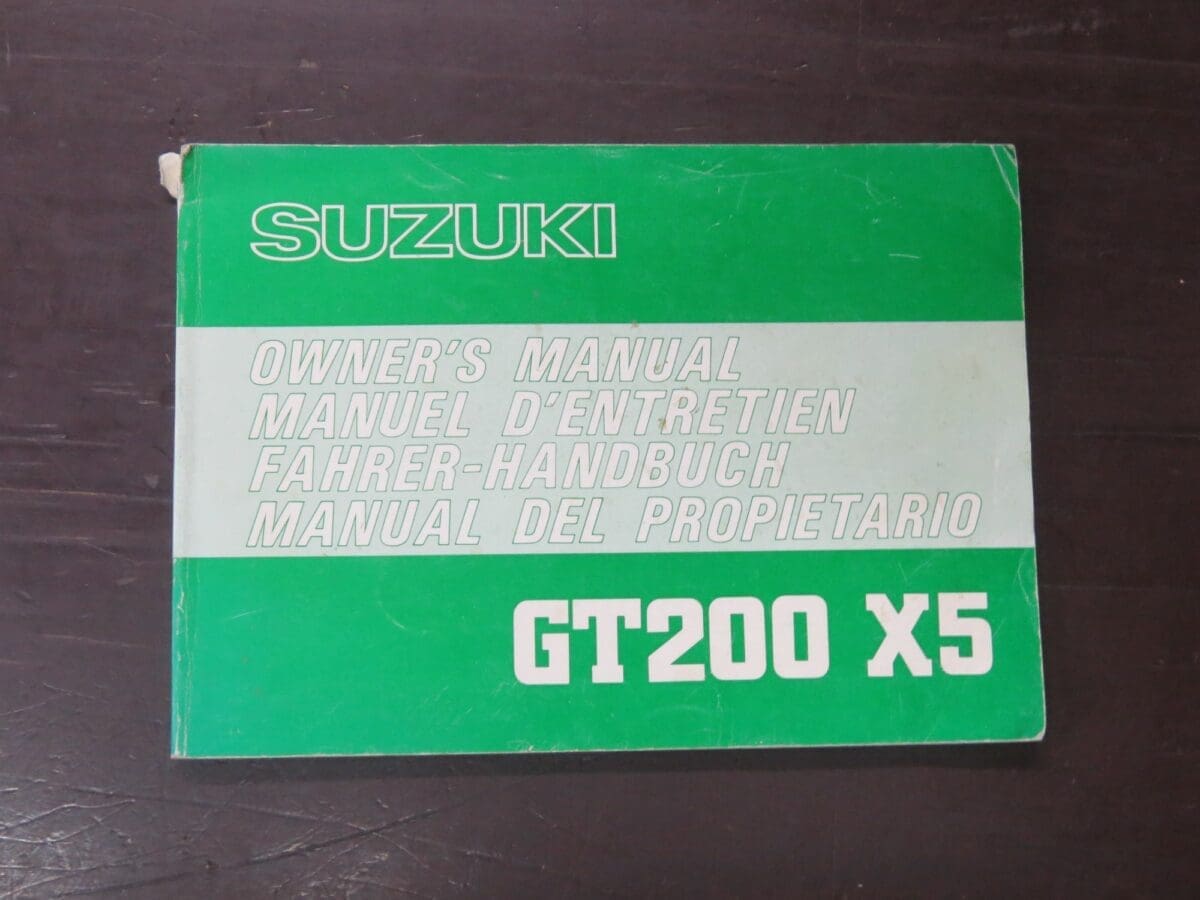 SUZUKI
OWNER'S MANUAL
MANUEL D'ENTRETIEN
FAHRER-HANDBUCH
MANUAL DEL PROPIETARIO
GT200 X5